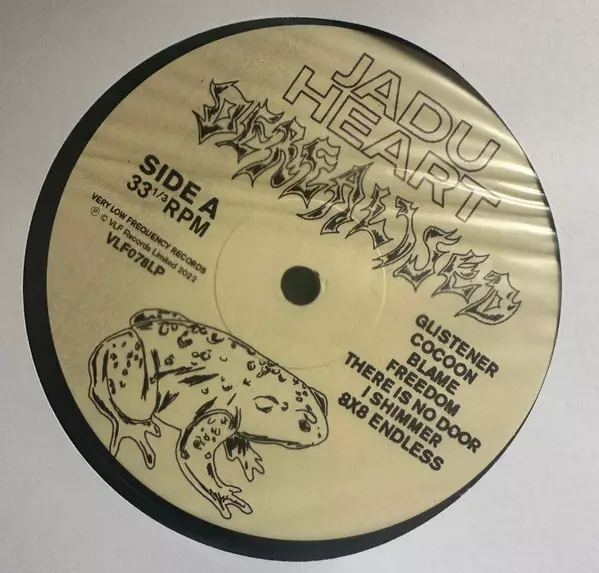 JADU
HEART
DEREALISED
SIDE A
33 1/3 RPM
VERY LOW FREQUENCY RECORDS
℗ © VLF Records Limited 2022
VLF078LP
GLISTENER
COCOON
BLAME
FREEDOM
THERE IS NO DOOR
I SHIMMER
8X8 ENDLESS